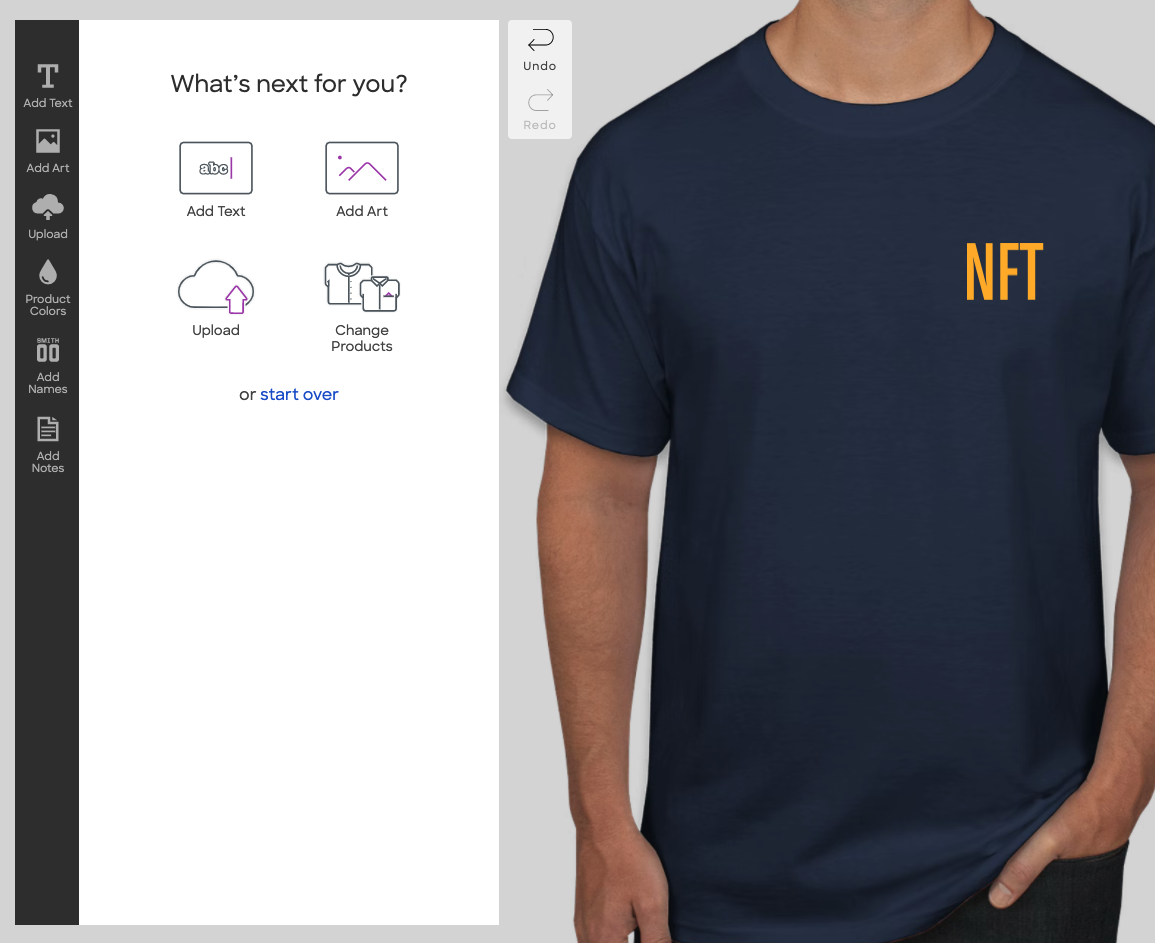 Add Text
Add Art
Upload
Product
Colors
SMITH
00
Add
Names
Add
Notes
What's next for you?
abc
Add Text
Add Art
Upload
Change
Products
or start over
Undo
Redo
NFT